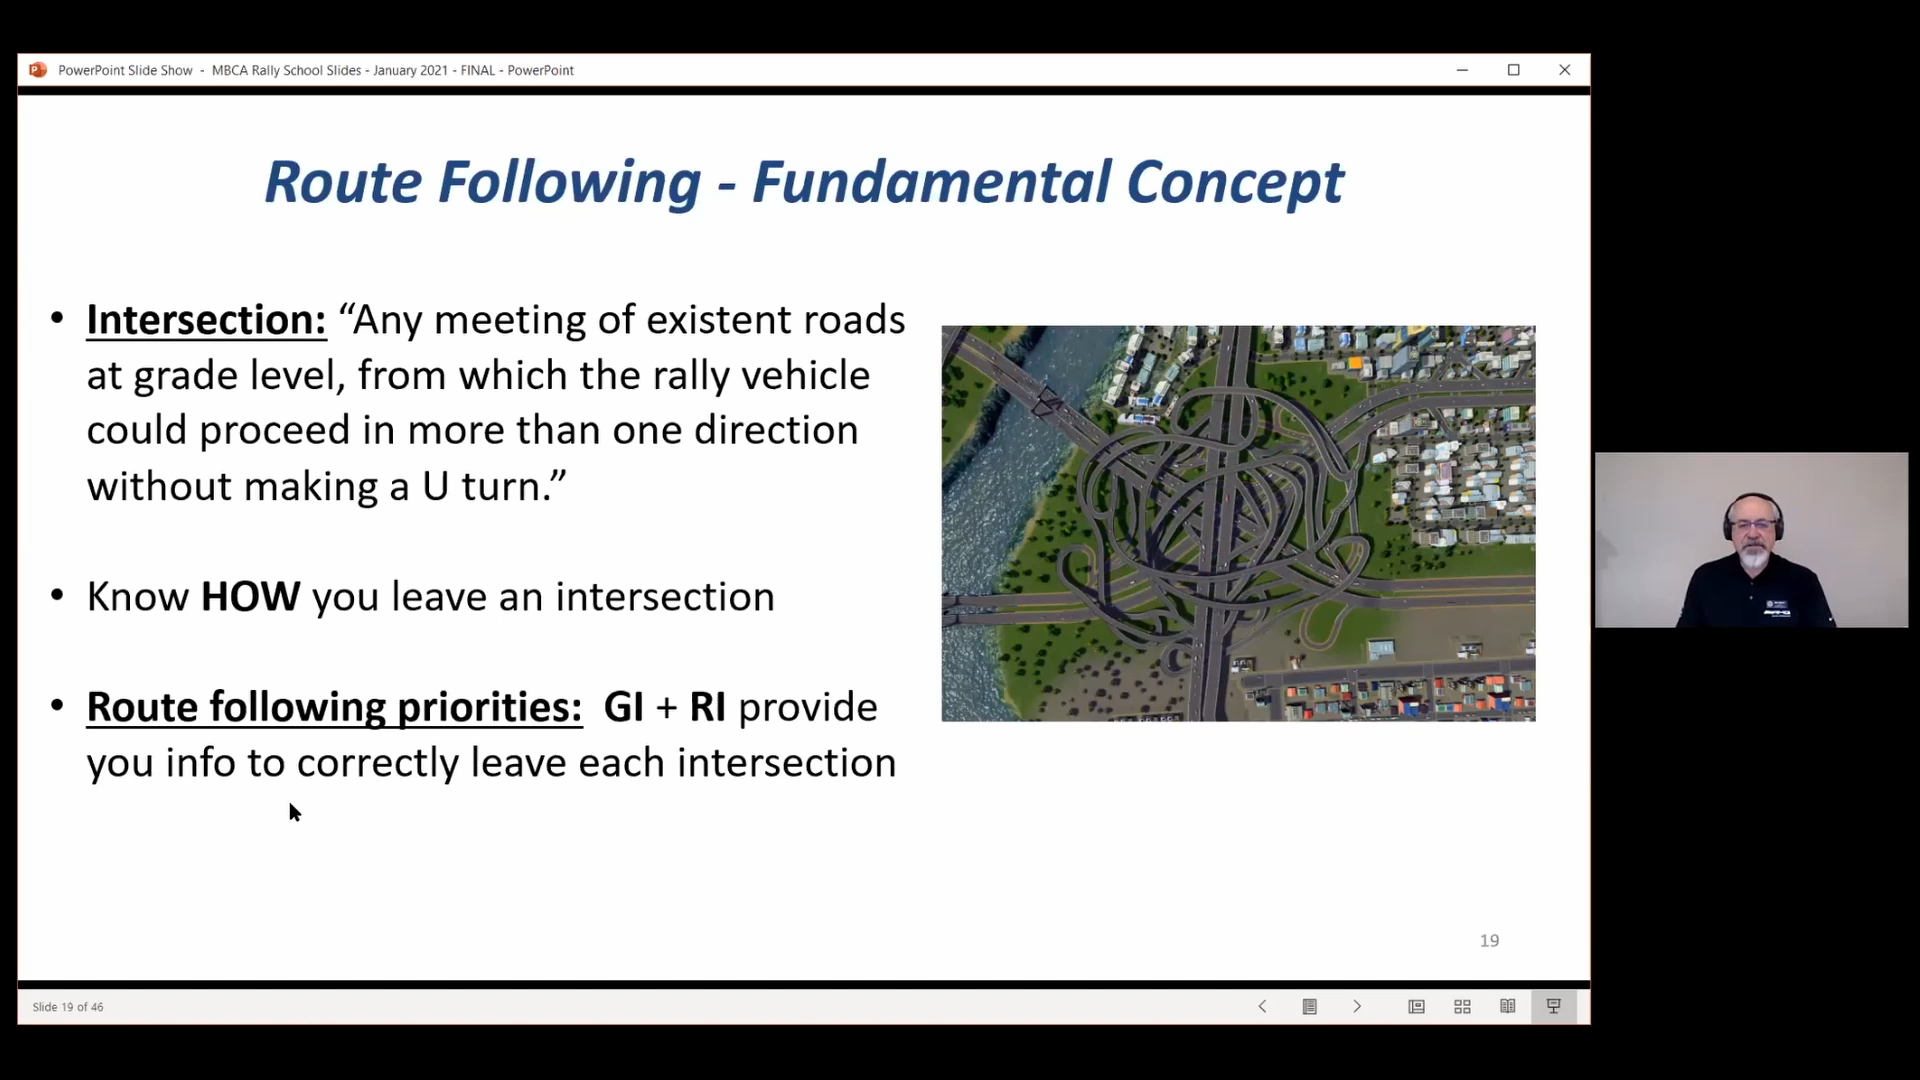 PowerPoint Slide Show - MBCA Rally School Slides - January 2021 - FINAL - PowerPoint
Route Following - Fundamental Concept
• Intersection: “Any meeting of existent roads
at grade level, from which the rally vehicle
could proceed in more than one direction
without making a U turn.”
• Know HOW you leave an intersection
• Route following priorities: GI + RI provide
you info to correctly leave each intersection
19
Slide 19 of 46